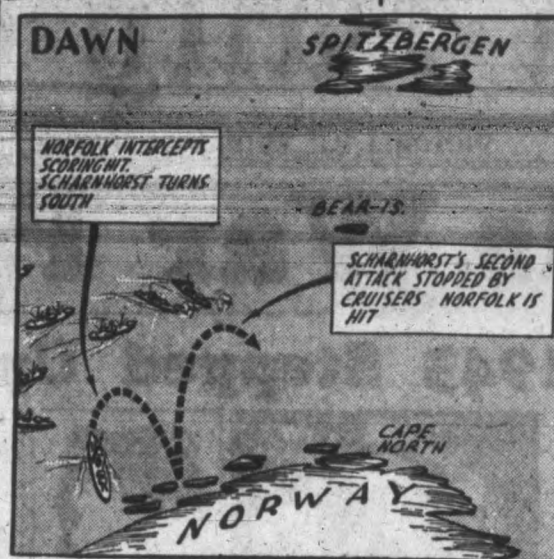 DAWN
SPITZBERGEN
NORFOLK INTERCEPTS
SCORING HIT.
SCHARNHORST TURNS
SOUTH
BEAR-IS.
SCHARNHORST'S SECOND
ATTACK STOPPED BY
CRUISERS NORFOLK IS
HIT
CAPE
NORTH
NORWAY